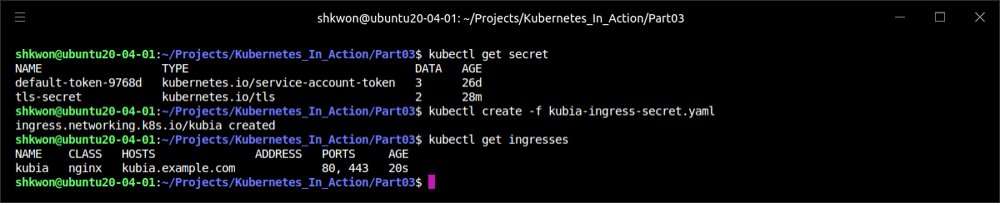 shkwon@ubuntu20-04-01: ~/Projects/Kubernetes_In_Action/Part03
shkwon@ubuntu20-04-01:~/Projects/Kubernetes_In_Action/Part03$ kubectl get secret
NAME                  TYPE                                  DATA   AGE
default-token-9768d   kubernetes.io/service-account-token   3      26d
tls-secret            kubernetes.io/tls                     2      28m
shkwon@ubuntu20-04-01:~/Projects/Kubernetes_In_Action/Part03$ kubectl create -f kubia-ingress-secret.yaml
ingress.networking.k8s.io/kubia created
shkwon@ubuntu20-04-01:~/Projects/Kubernetes_In_Action/Part03$ kubectl get ingresses
NAME    CLASS   HOSTS               ADDRESS   PORTS     AGE
kubia   nginx   kubia.example.com             80, 443   20s
shkwon@ubuntu20-04-01:~/Projects/Kubernetes_In_Action/Part03$